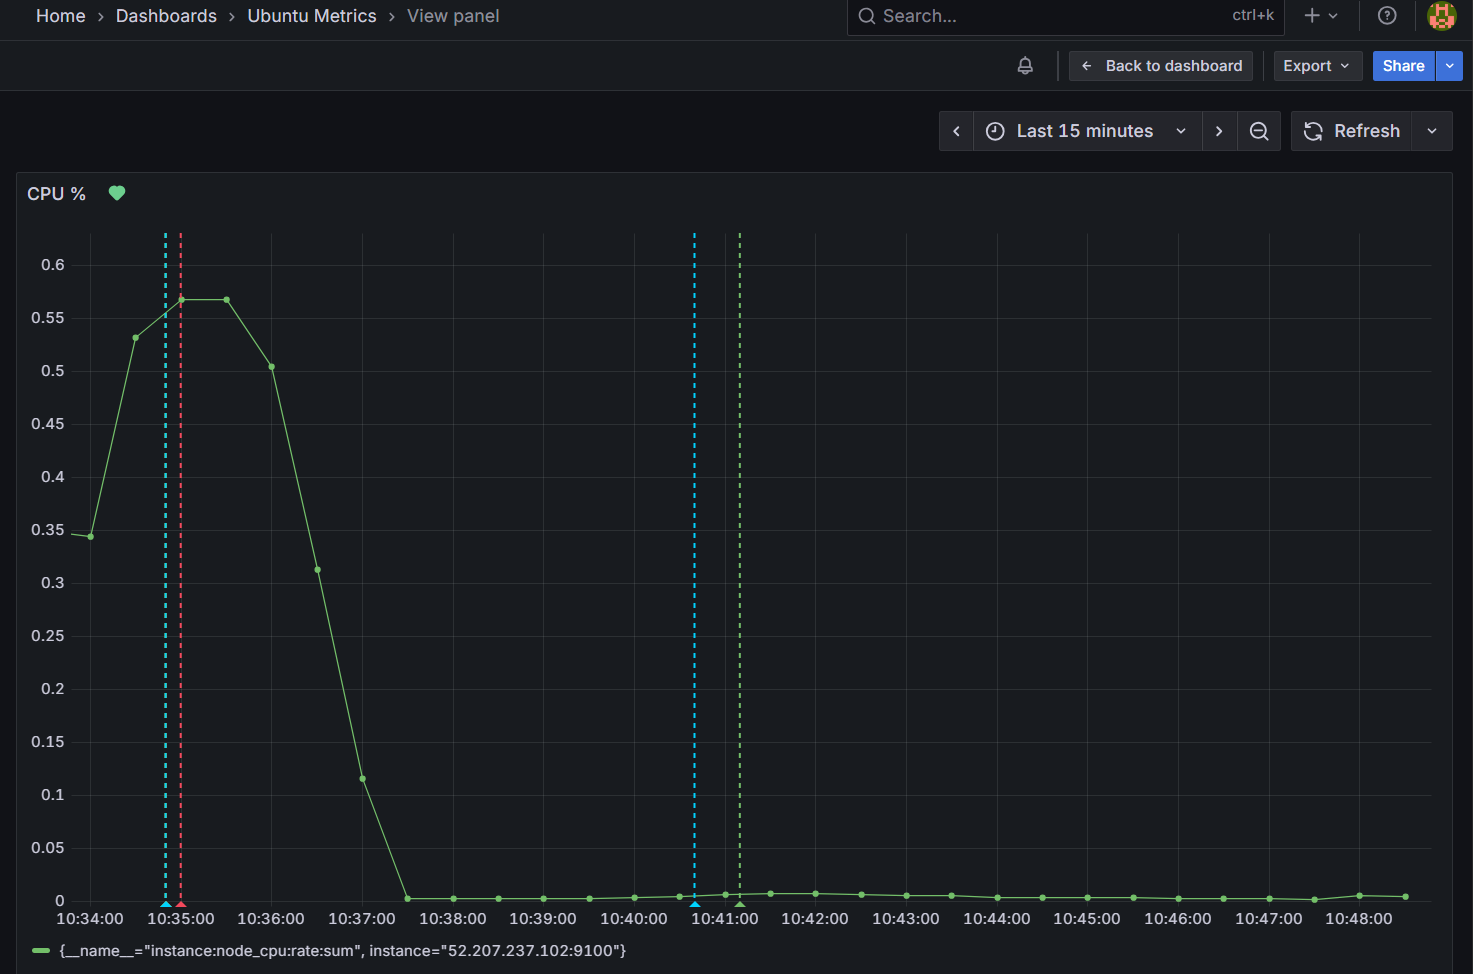 Home > Dashboards > Ubuntu Metrics > View panel
Search... ctrl+k
Back to dashboard Export Share
Last 15 minutes Refresh
CPU %
0.6
0.55
0.5
0.45
0.4
0.35
0.3
0.25
0.2
0.15
0.1
0.05
0
10:34:00 10:35:00 10:36:00 10:37:00 10:38:00 10:39:00 10:40:00 10:41:00 10:42:00 10:43:00 10:44:00 10:45:00 10:46:00 10:47:00 10:48:00
{__name__="instance:node_cpu:rate:sum", instance="52.207.237.102:9100"}